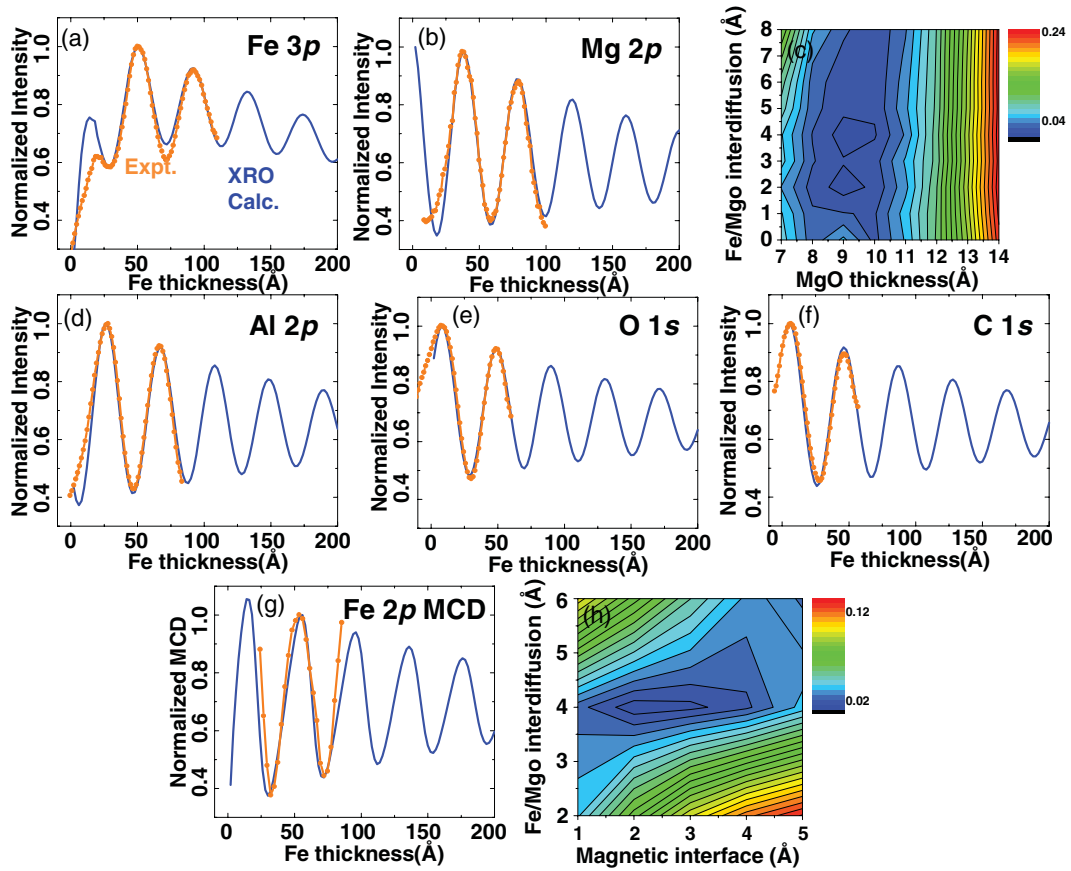 (a) Fe 3p
Normalized Intensity
1.0
0.8
0.6
0.4
Expt.
XRO
Calc.
0 50 100 150 200
Fe thickness(Å)
(b) Mg 2p
Normalized Intensity
1.0
0.8
0.6
0.4
0 50 100 150 200
Fe thickness(Å)
(c)
Fe/Mgo interdiffusion (Å)
8
7
6
5
4
3
2
1
0
7 8 9 10 11 12 13 14
MgO thickness(Å)
0.24
0.04
(d) Al 2p
Normalized Intensity
1.0
0.8
0.6
0.4
0 50 100 150 200
Fe thickness(Å)
(e) O 1s
Normalized Intensity
1.0
0.8
0.6
0.4
0 50 100 150 200
Fe thickness(Å)
(f) C 1s
Normalized Intensity
1.0
0.8
0.6
0.4
0 50 100 150 200
Fe thickness(Å)
(g) Fe 2p MCD
Normalized MCD
1.0
0.8
0.6
0.4
0 50 100 150 200
Fe thickness(Å)
(h)
Fe/Mgo interdiffusion (Å)
6
5
4
3
2
1 2 3 4 5
Magnetic interface (Å)
0.12
0.02